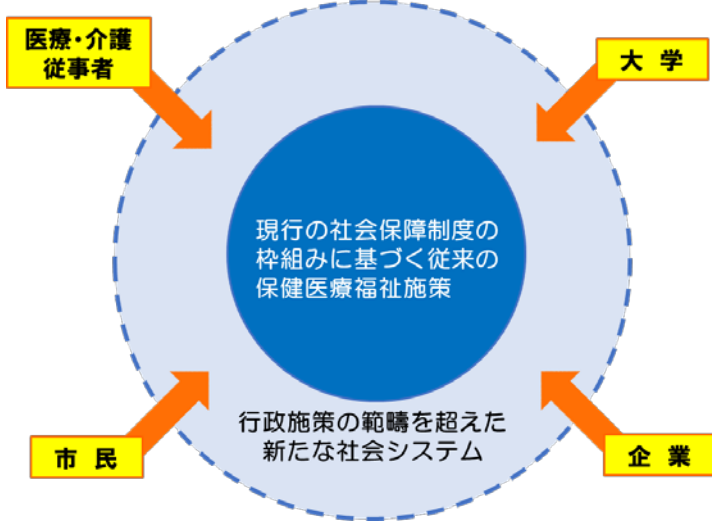 医療・介護
従事者
大学
現行の社会保障制度の
枠組みに基づく従来の
保健医療福祉施策
行政施策の範疇を超えた
新たな社会システム
市民
企業